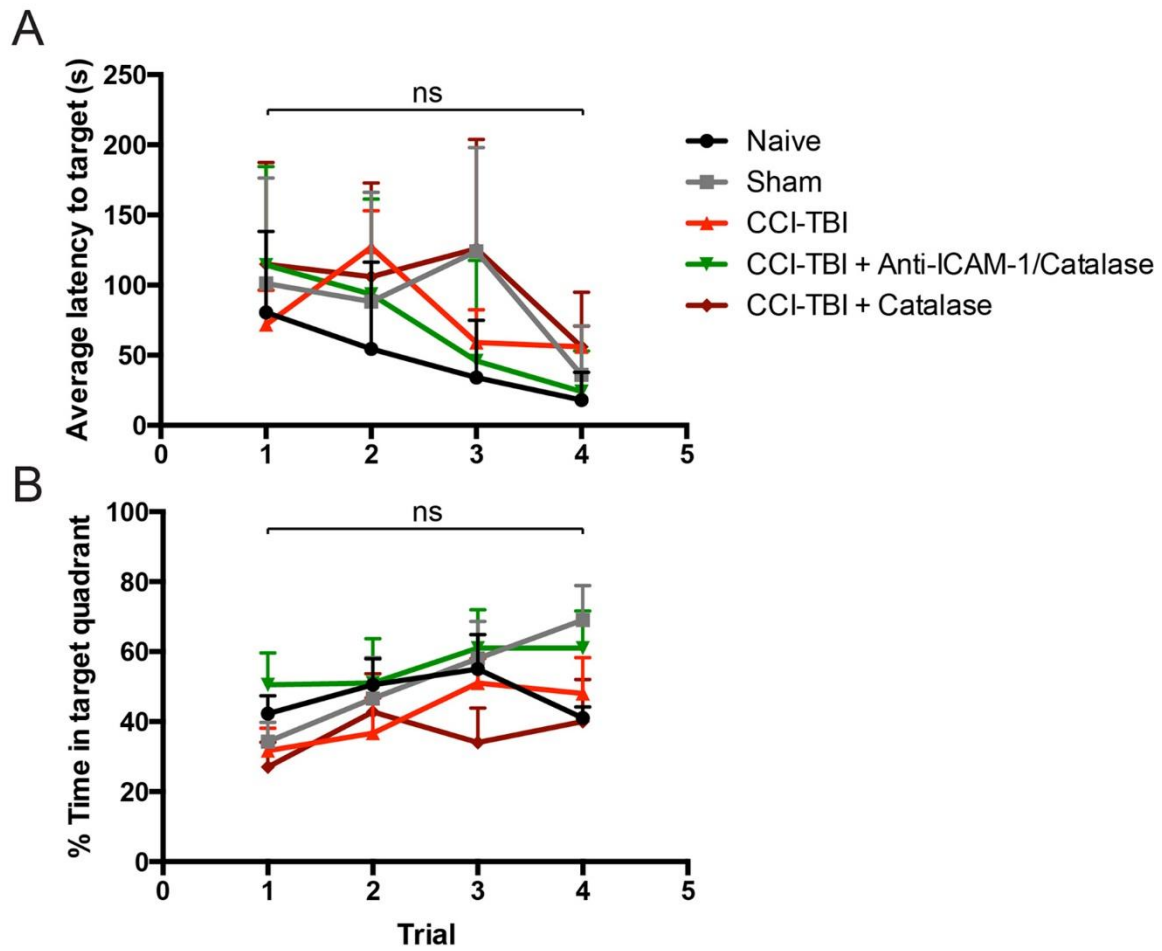 A
Average latency to target (s)
250
200
150
100
50
0
ns
0 1 2 3 4 5
Naive
Sham
CCI-TBI
CCI-TBI + Anti-ICAM-1/Catalase
CCI-TBI + Catalase
B
% Time in target quadrant
100
80
60
40
20
0
ns
0 1 2 3 4 5
Trial